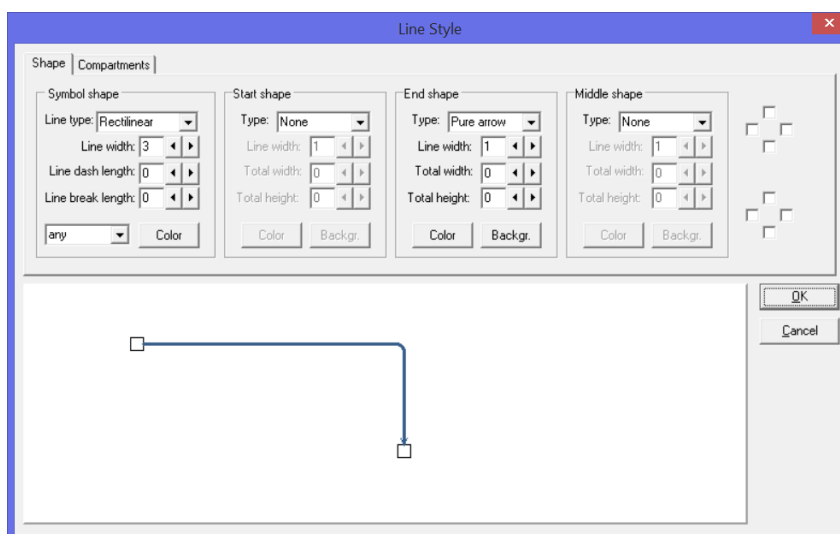 Line Style
Shape Compartments
Symbol shape
Line type: Rectilinear
Line width: 3
Line dash length: 0
Line break length: 0
any Color
Start shape
Type: None
Line width: 1
Total width: 0
Total height: 0
Color Backgr.
End shape
Type: Pure arrow
Line width: 1
Total width: 0
Total height: 0
Color Backgr.
Middle shape
Type: None
Line width: 1
Total width: 0
Total height: 0
Color Backgr.
OK
Cancel